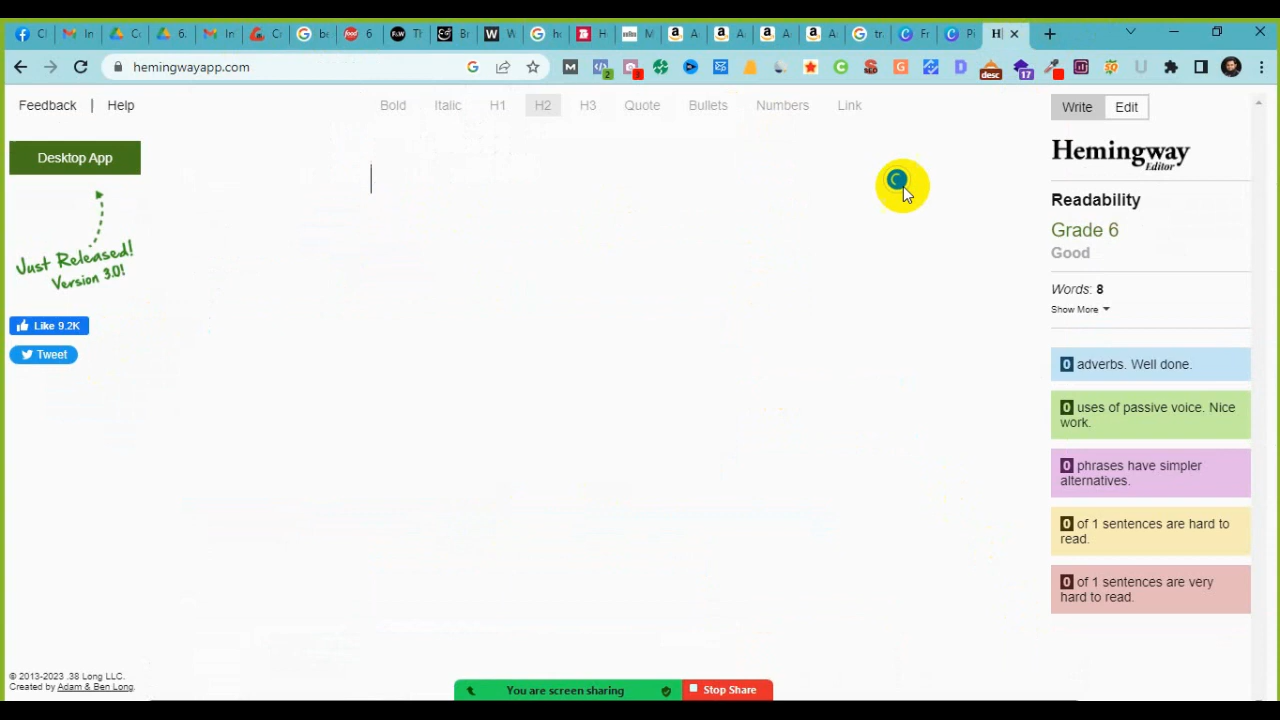 hemingwayapp.com
2 3 desc 17
Feedback | Help
Bold Italic H1 H2 H3 Quote Bullets Numbers Link
Write Edit
Desktop App
Just Released!
Version 3.0!
Like 9.2K
Tweet
Hemingway
Editor
Readability
Grade 6
Good
Words: 8
Show More
0 adverbs. Well done.
0 uses of passive voice. Nice
work.
0 phrases have simpler
alternatives.
0 of 1 sentences are hard to
read.
0 of 1 sentences are very
hard to read.
© 2013-2023 .38 Long LLC.
Created by Adam & Ben Long.
You are screen sharing Stop Share